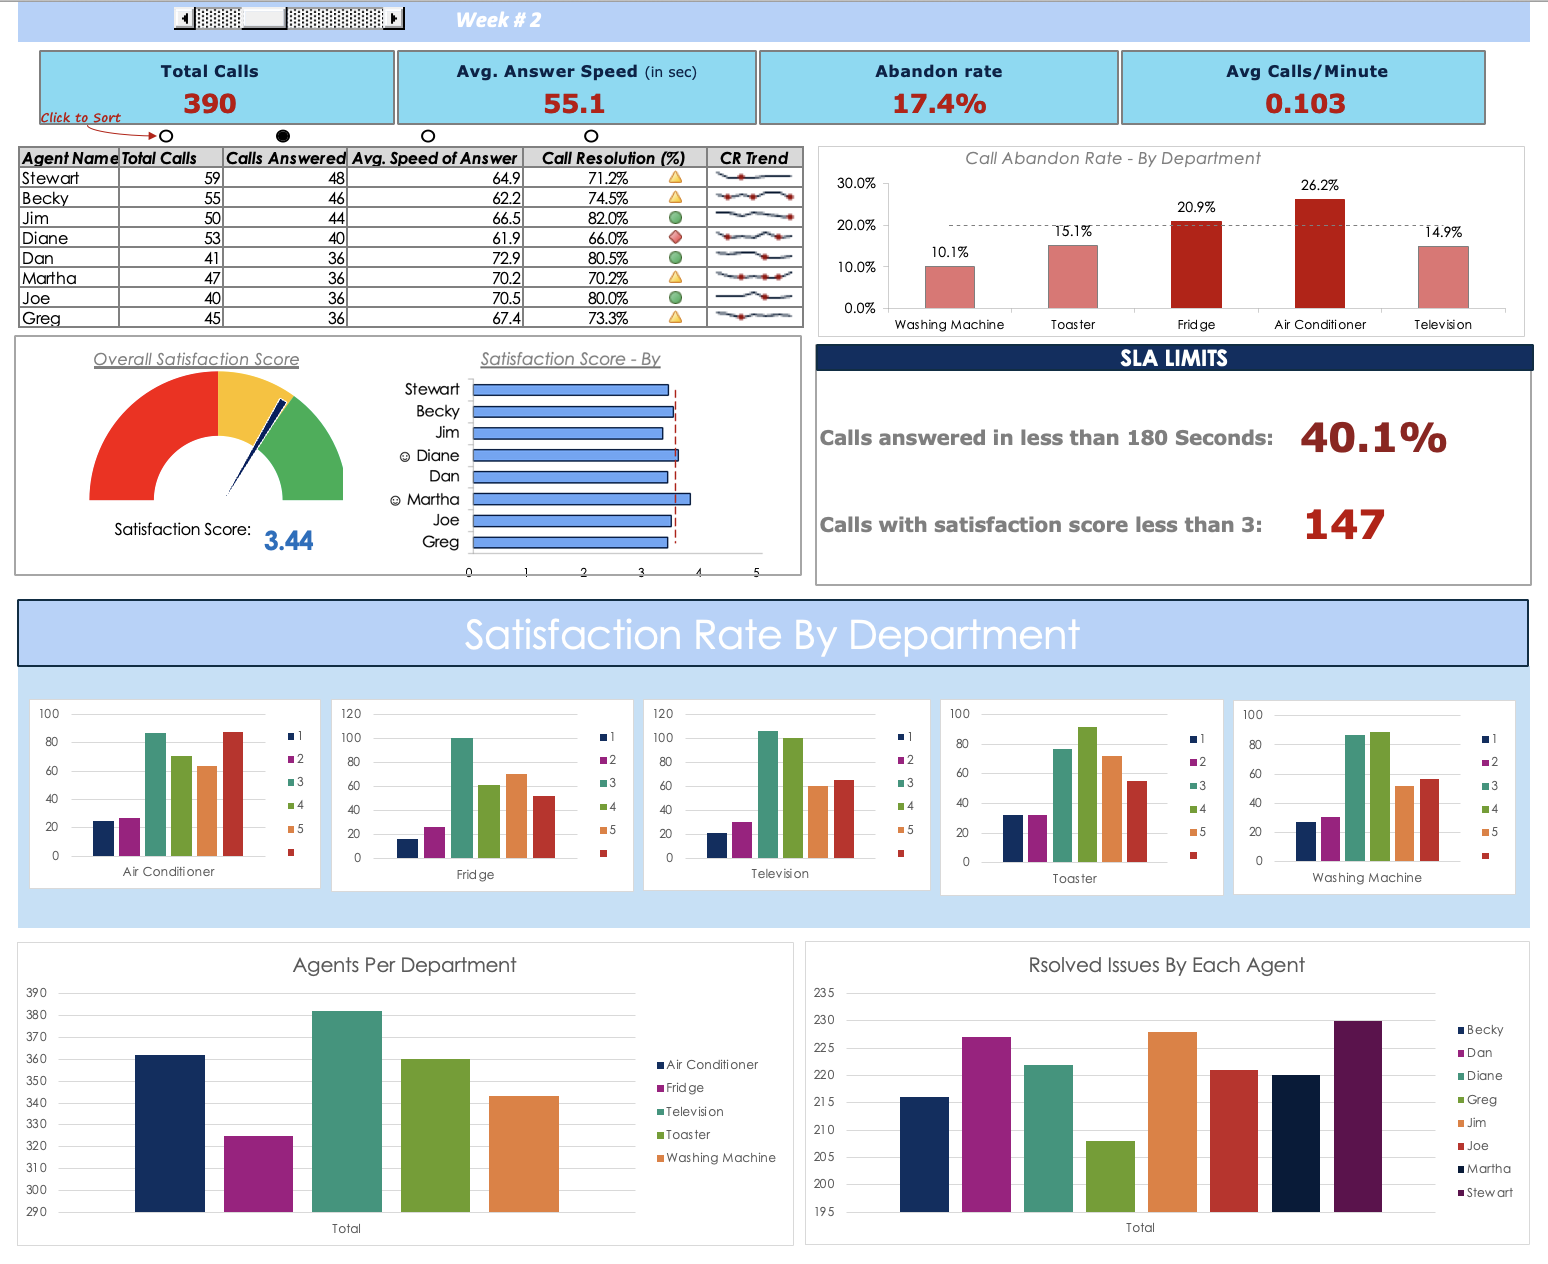 Week # 2
Total Calls
390
Avg. Answer Speed (in sec)
55.1
Abandon rate
17.4%
Avg Calls/Minute
0.103
Click to Sort
Agent Name Total Calls Calls Answered Avg. Speed of Answer Call Resolution (%) CR Trend
Stewart 59 48 64.9 71.2%
Becky 55 46 62.2 74.5%
Jim 50 44 66.5 82.0%
Diane 53 40 61.9 66.0%
Dan 41 36 72.9 80.5%
Martha 47 36 70.2 70.2%
Joe 40 36 70.5 80.0%
Greg 45 36 67.4 73.3%
Call Abandon Rate - By Department
30.0%
20.0%
10.0%
0.0%
10.1%
15.1%
20.9%
26.2%
14.9%
Washing Machine Toaster Fridge Air Conditioner Television
Overall Satisfaction Score
Satisfaction Score:
3.44
Satisfaction Score - By
Stewart
Becky
Jim
☺ Diane
Dan
☺ Martha
Joe
Greg
0 1 2 3 4 5
SLA LIMITS
Calls answered in less than 180 Seconds: 40.1%
Calls with satisfaction score less than 3: 147
Satisfaction Rate By Department
100
80
60
40
20
0
Air Conditioner
1
2
3
4
5
120
100
80
60
40
20
0
Fridge
1
2
3
4
5
120
100
80
60
40
20
0
Television
1
2
3
4
5
100
80
60
40
20
0
Toaster
1
2
3
4
5
100
80
60
40
20
0
Washing Machine
1
2
3
4
5
Agents Per Department
390
380
370
360
350
340
330
320
310
300
290
Total
Air Conditioner
Fridge
Television
Toaster
Washing Machine
Rsolved Issues By Each Agent
235
230
225
220
215
210
205
200
195
Total
Becky
Dan
Diane
Greg
Jim
Joe
Martha
Stewart